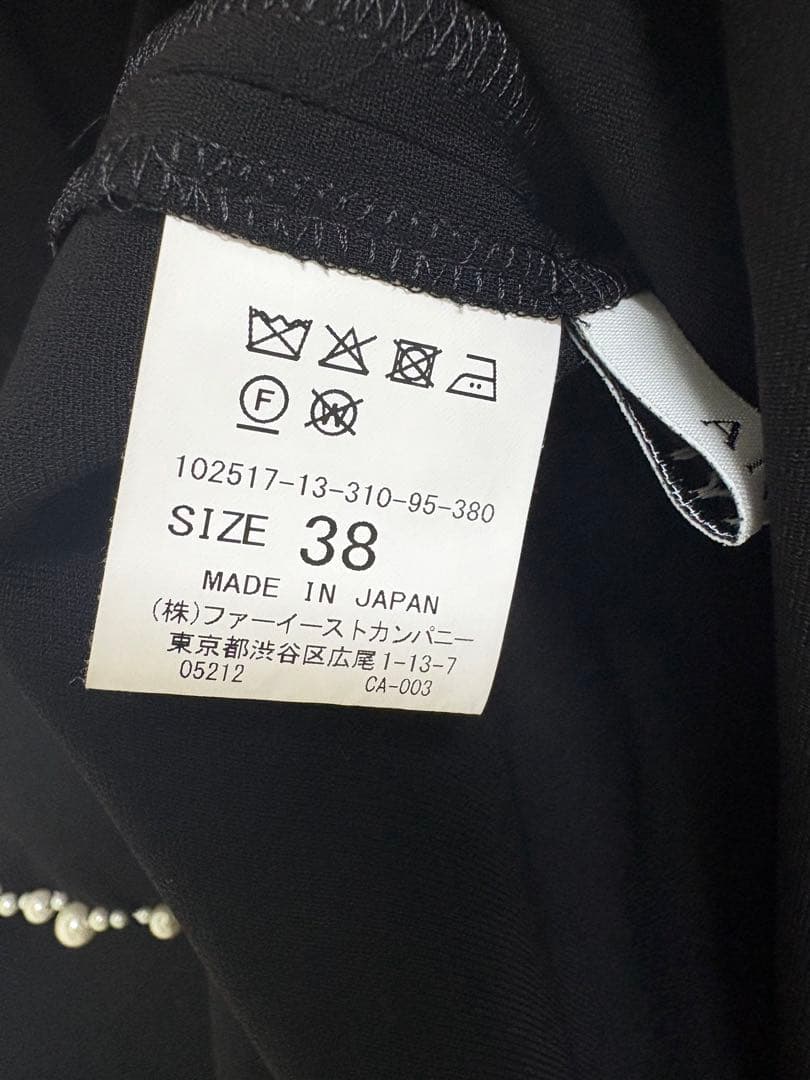 F W
102517-13-310-95-380
SIZE 38
MADE IN JAPAN
(株)ファーイーストカンパニー
東京都渋谷区広尾1-13-7
05212 CA-003
A